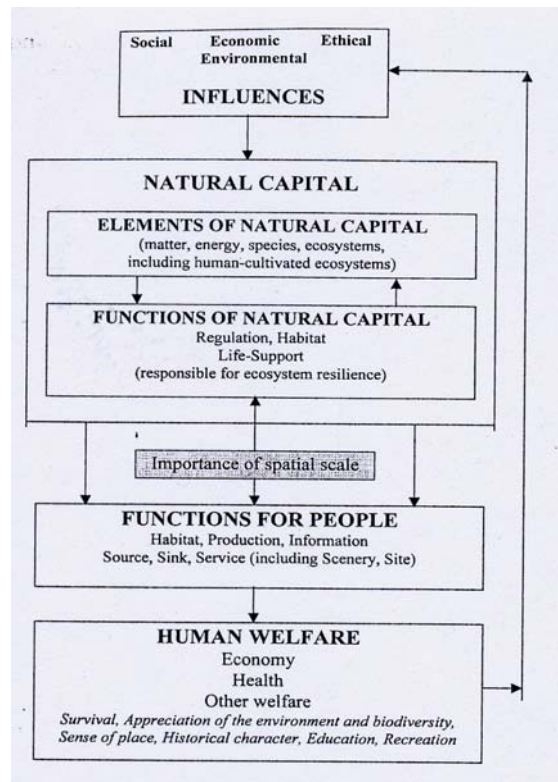 Social Economic Ethical
Environmental
INFLUENCES
NATURAL CAPITAL
ELEMENTS OF NATURAL CAPITAL
(matter, energy, species, ecosystems,
including human-cultivated ecosystems)
FUNCTIONS OF NATURAL CAPITAL
Regulation, Habitat
Life-Support
(responsible for ecosystem resilience)
Importance of spatial scale
FUNCTIONS FOR PEOPLE
Habitat, Production, Information
Source, Sink, Service (including Scenery, Site)
HUMAN WELFARE
Economy
Health
Other welfare
Survival, Appreciation of the environment and biodiversity,
Sense of place, Historical character, Education, Recreation